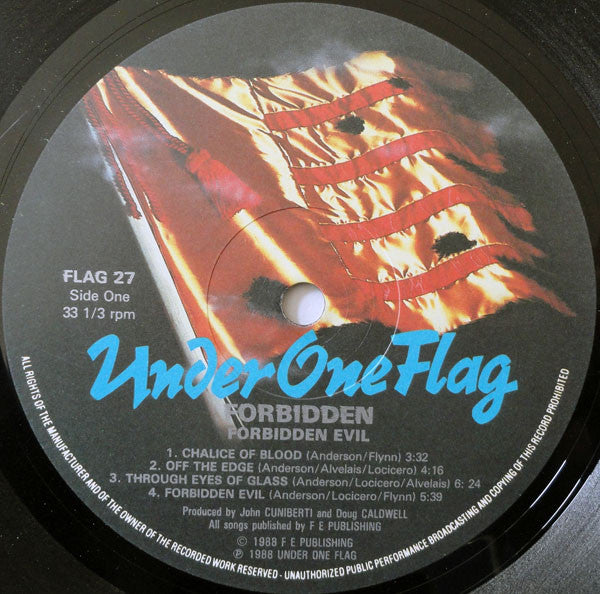 FLAG 27
Side One
33 1/3 rpm
Under One Flag
FORBIDDEN
FORBIDDEN EVIL
1. CHALICE OF BLOOD (Anderson/Flynn) 3:32
2. OFF THE EDGE (Anderson/Alvelais/Locicero) 4:16
3. THROUGH EYES OF GLASS (Anderson/Locicero/Alvelais) 6: 24
4. FORBIDDEN EVIL (Anderson/Locicero/Flynn) 5:39
Produced by John CUNIBERTI and Doug CALDWELL
All songs published by F E PUBLISHING
© 1988 F E PUBLISHING
℗ 1988 UNDER ONE FLAG
ALL RIGHTS OF THE MANUFACTURER AND OF THE OWNER OF THE RECORDED WORK RESERVED - UNAUTHORIZED PUBLIC PERFORMANCE BROADCASTING AND COPYING OF THIS RECORD PROHIBITED